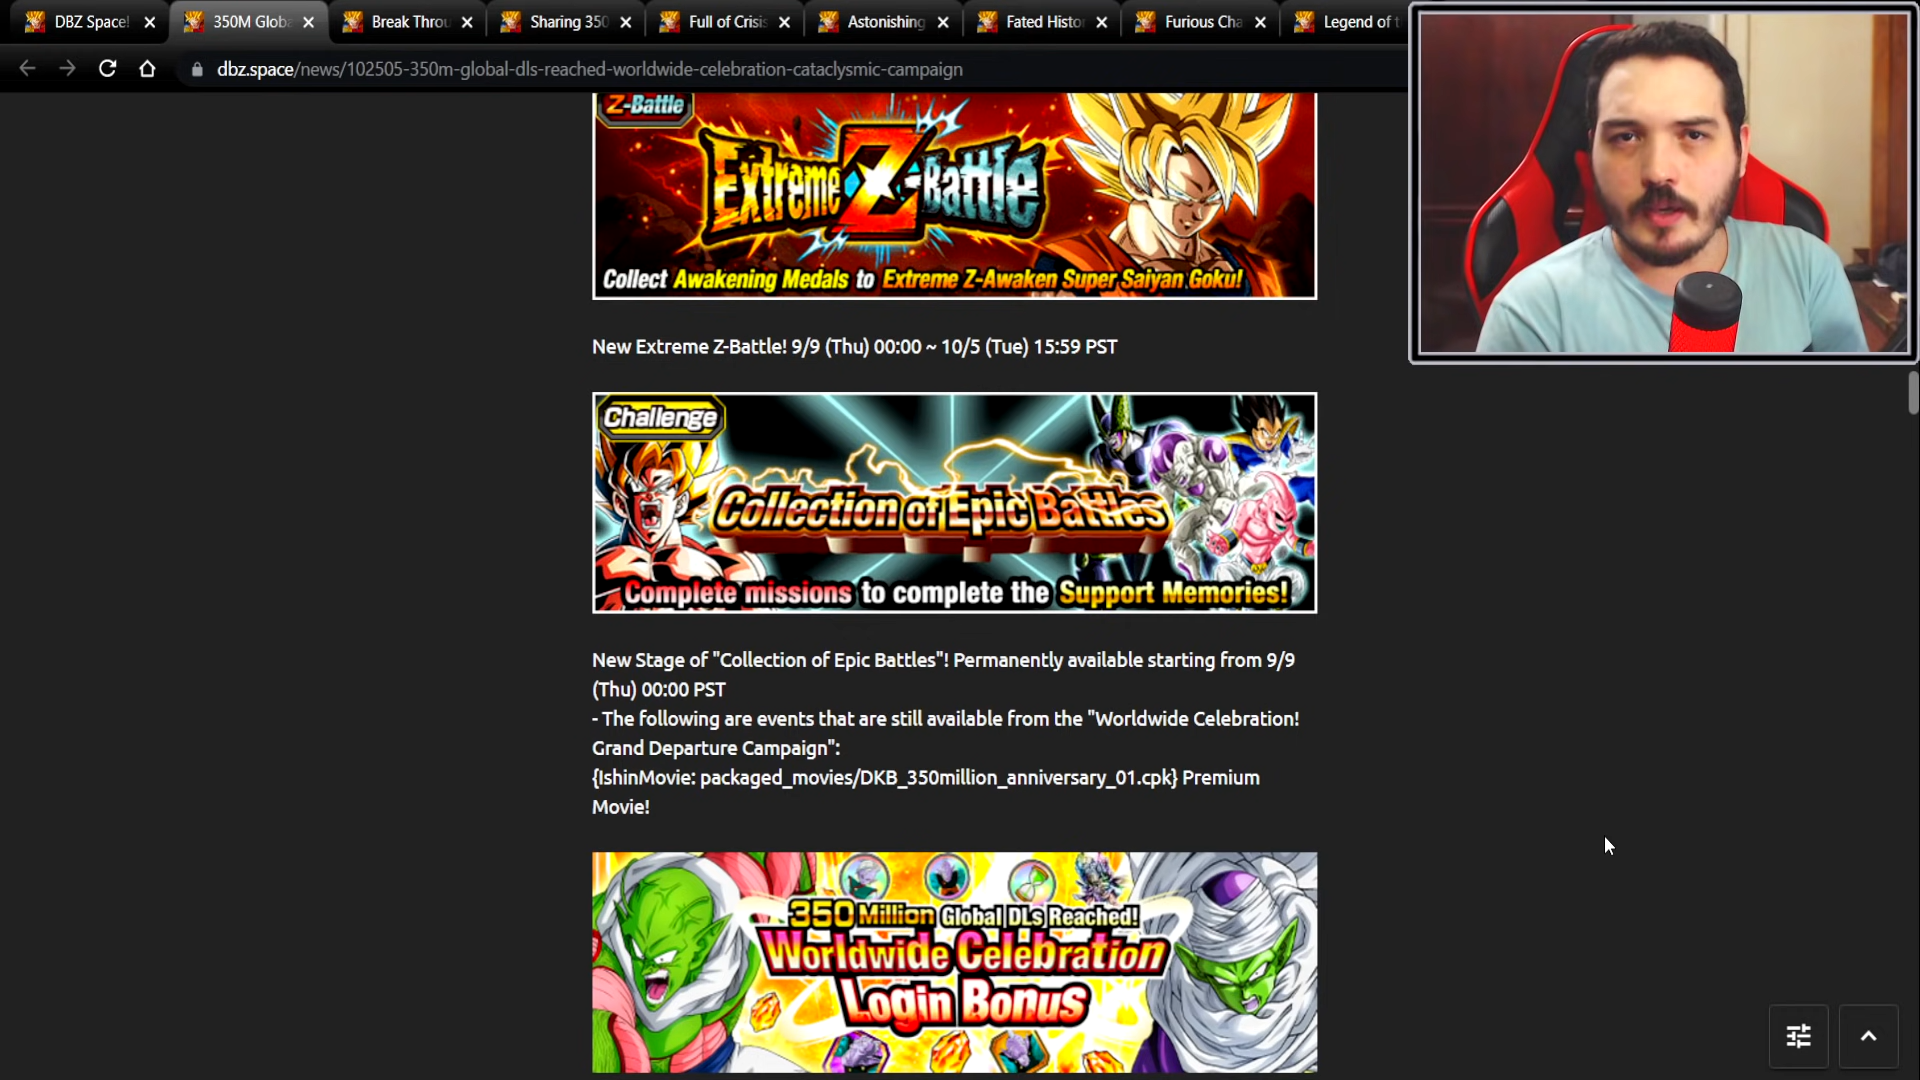 DBZ Space!
350M Globa
Break Throu
Sharing 350
Full of Crisis
Astonishing
Fated Histo
Furious Cha
Legend of t
dbz.space/news/102505-350m-global-dls-reached-worldwide-celebration-cataclysmic-campaign
Z-Battle
Extreme Z-Battle
Collect Awakening Medals to Extreme Z-Awaken Super Saiyan Goku!
New Extreme Z-Battle! 9/9 (Thu) 00:00 ~ 10/5 (Tue) 15:59 PST
Challenge
Collection of Epic Battles
Complete missions to complete the Support Memories!
New Stage of "Collection of Epic Battles"! Permanently available starting from 9/9
(Thu) 00:00 PST
- The following are events that are still available from the "Worldwide Celebration!
Grand Departure Campaign":
{IshinMovie: packaged_movies/DKB_350million_anniversary_01.cpk} Premium
Movie!
350 Million Global DLs Reached!
Worldwide Celebration
Login Bonus